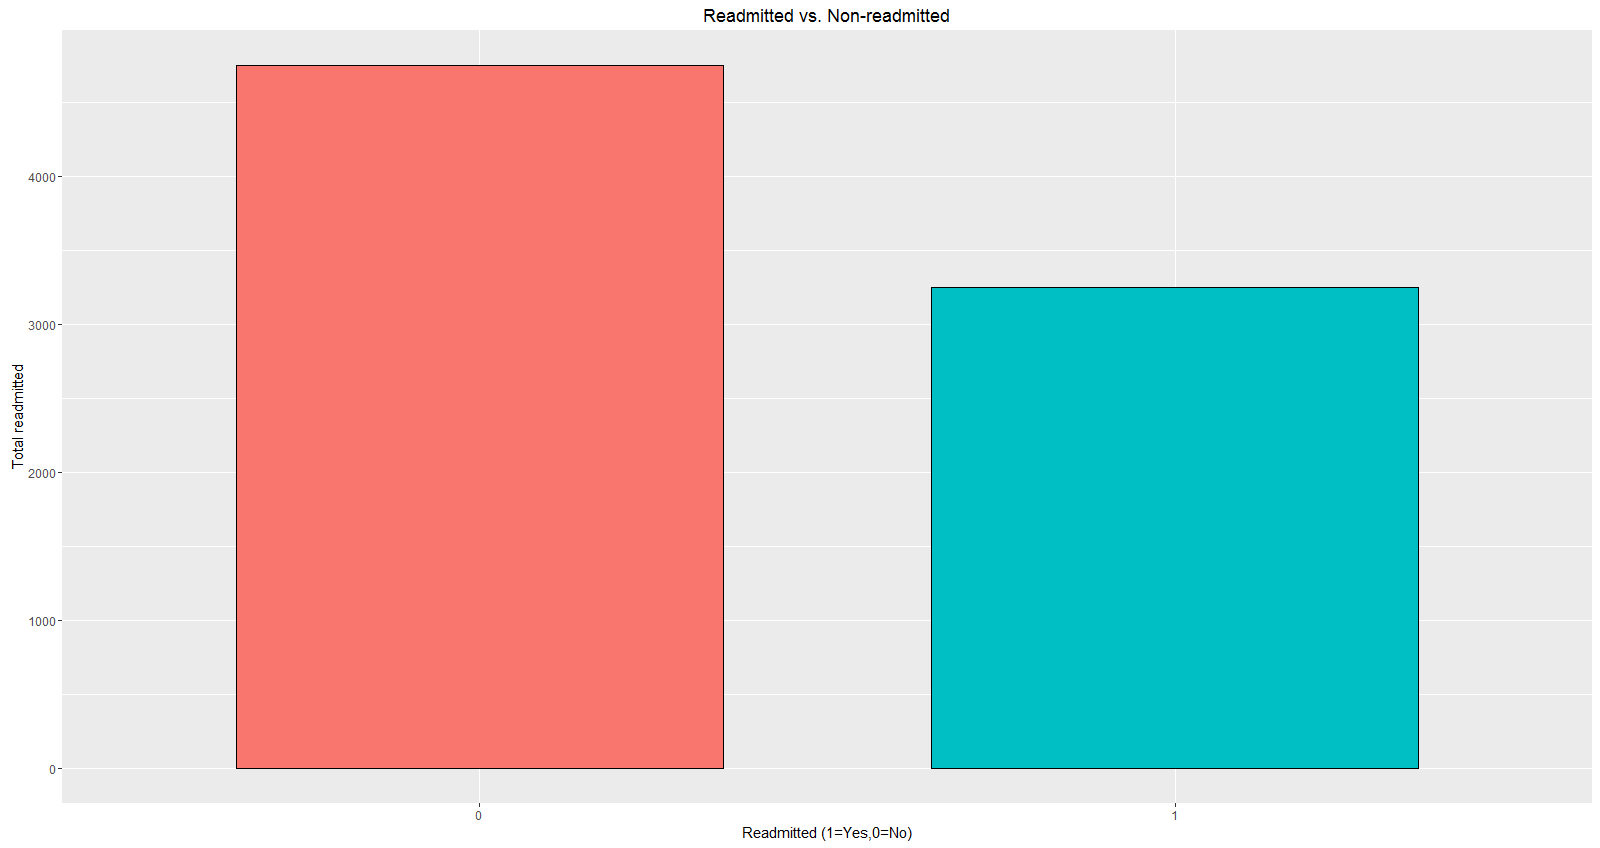 Readmitted vs. Non-readmitted
Total readmitted
4000
3000
2000
1000
0
0
1
Readmitted (1=Yes,0=No)